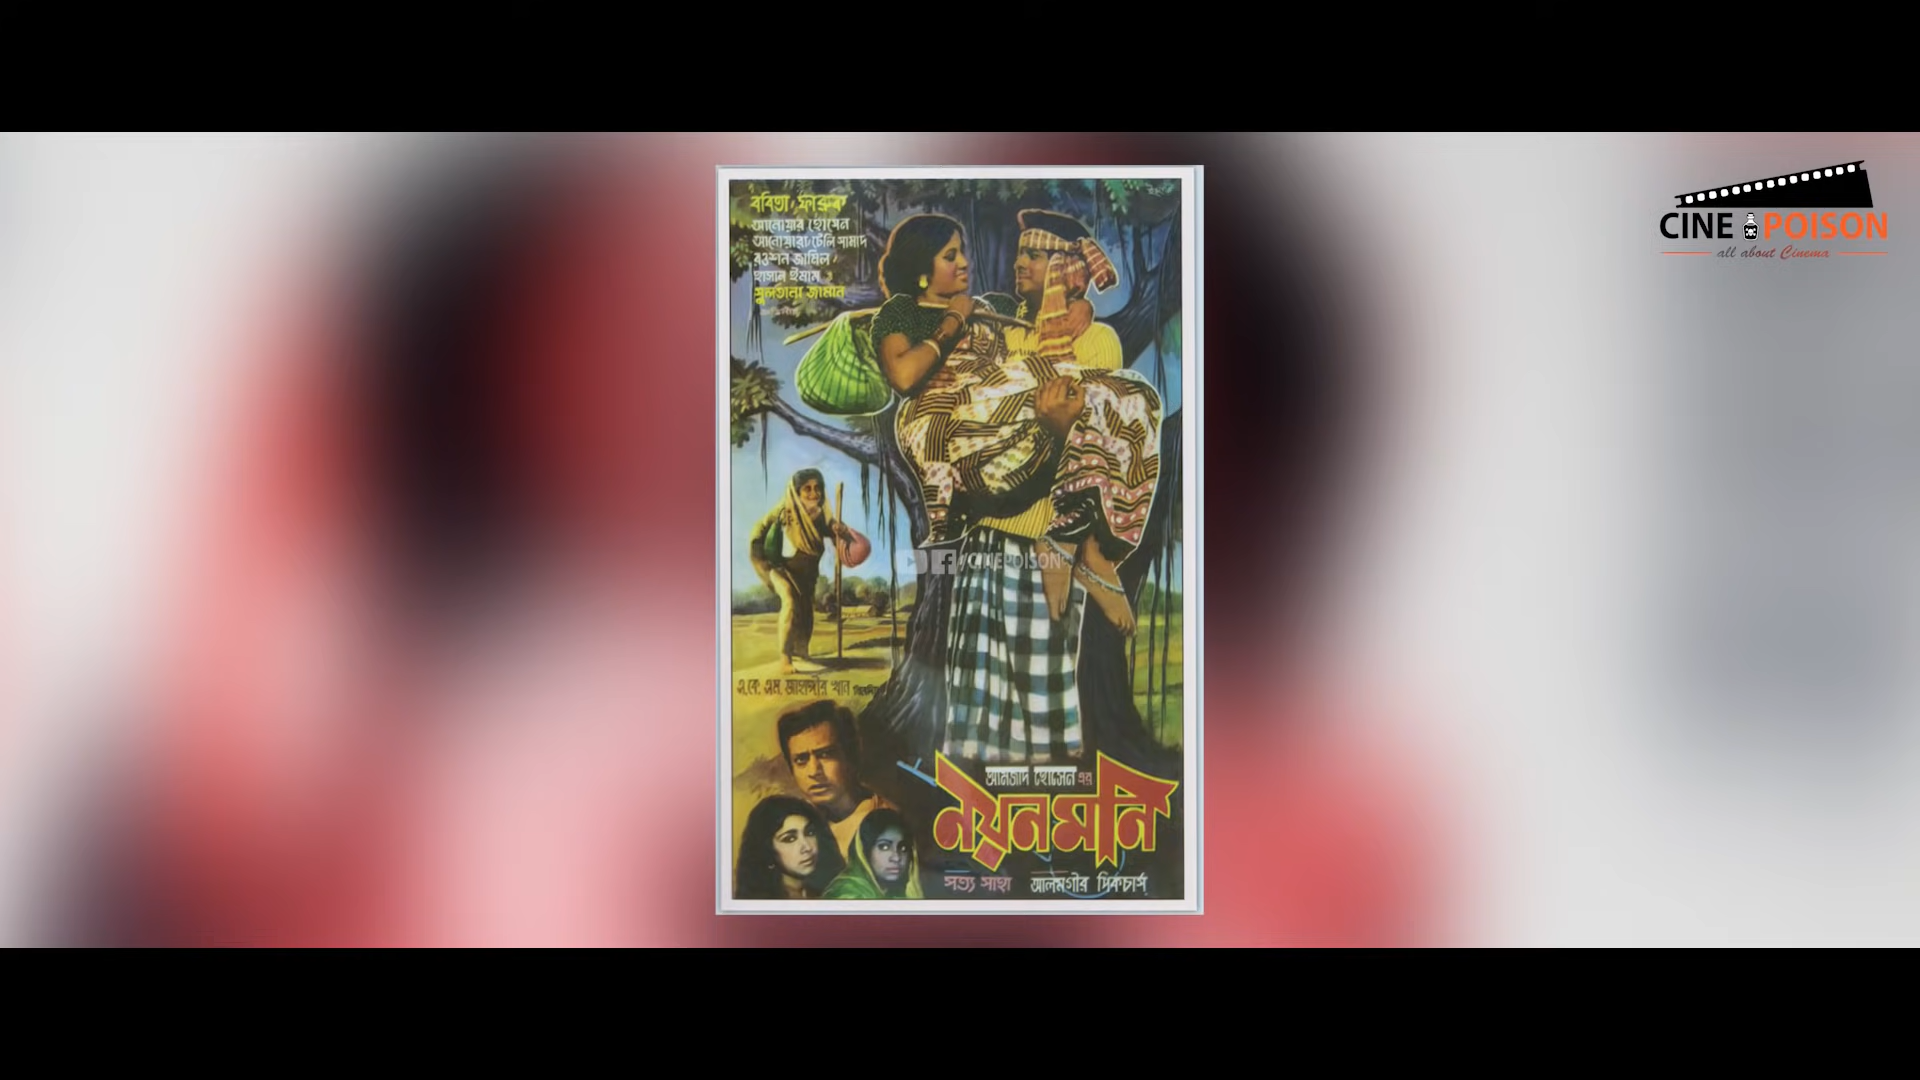 ববিতা, ফারুক
আনোয়ার হোসেন
আনোয়ারা, টেলি সামাদ
রওশন জামিল,
হাসান ইমাম ও
সুলতানা জামান
CINE POISON
all about Cinema
/CINEPOISON
এ.কে. এম. জাহাঙ্গীর খান
আমজাদ হোসেন এর
নয়নমনি
সত্য সাহা আলমগীর পিকচার্স